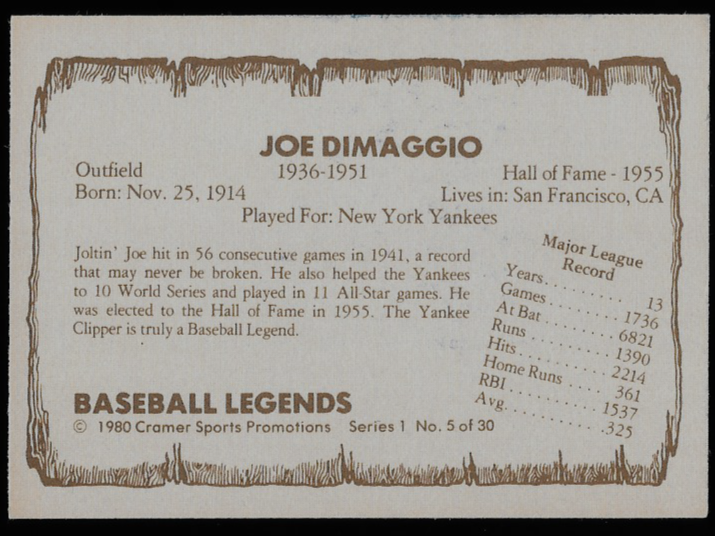 JOE DIMAGGIO
Outfield 1936-1951 Hall of Fame - 1955
Born: Nov. 25, 1914 Lives in: San Francisco, CA
Played For: New York Yankees
Joltin' Joe hit in 56 consecutive games in 1941, a record
that may never be broken. He also helped the Yankees
to 10 World Series and played in 11 All-Star games. He
was elected to the Hall of Fame in 1955. The Yankee
Clipper is truly a Baseball Legend.
Major League
Record
Years.......... 13
Games......... 1736
At Bat......... 6821
Runs.......... 1390
Hits........... 2214
Home Runs ..... 361
RBI ........... 1537
Avg. ........... .325
BASEBALL LEGENDS
© 1980 Cramer Sports Promotions Series 1 No. 5 of 30